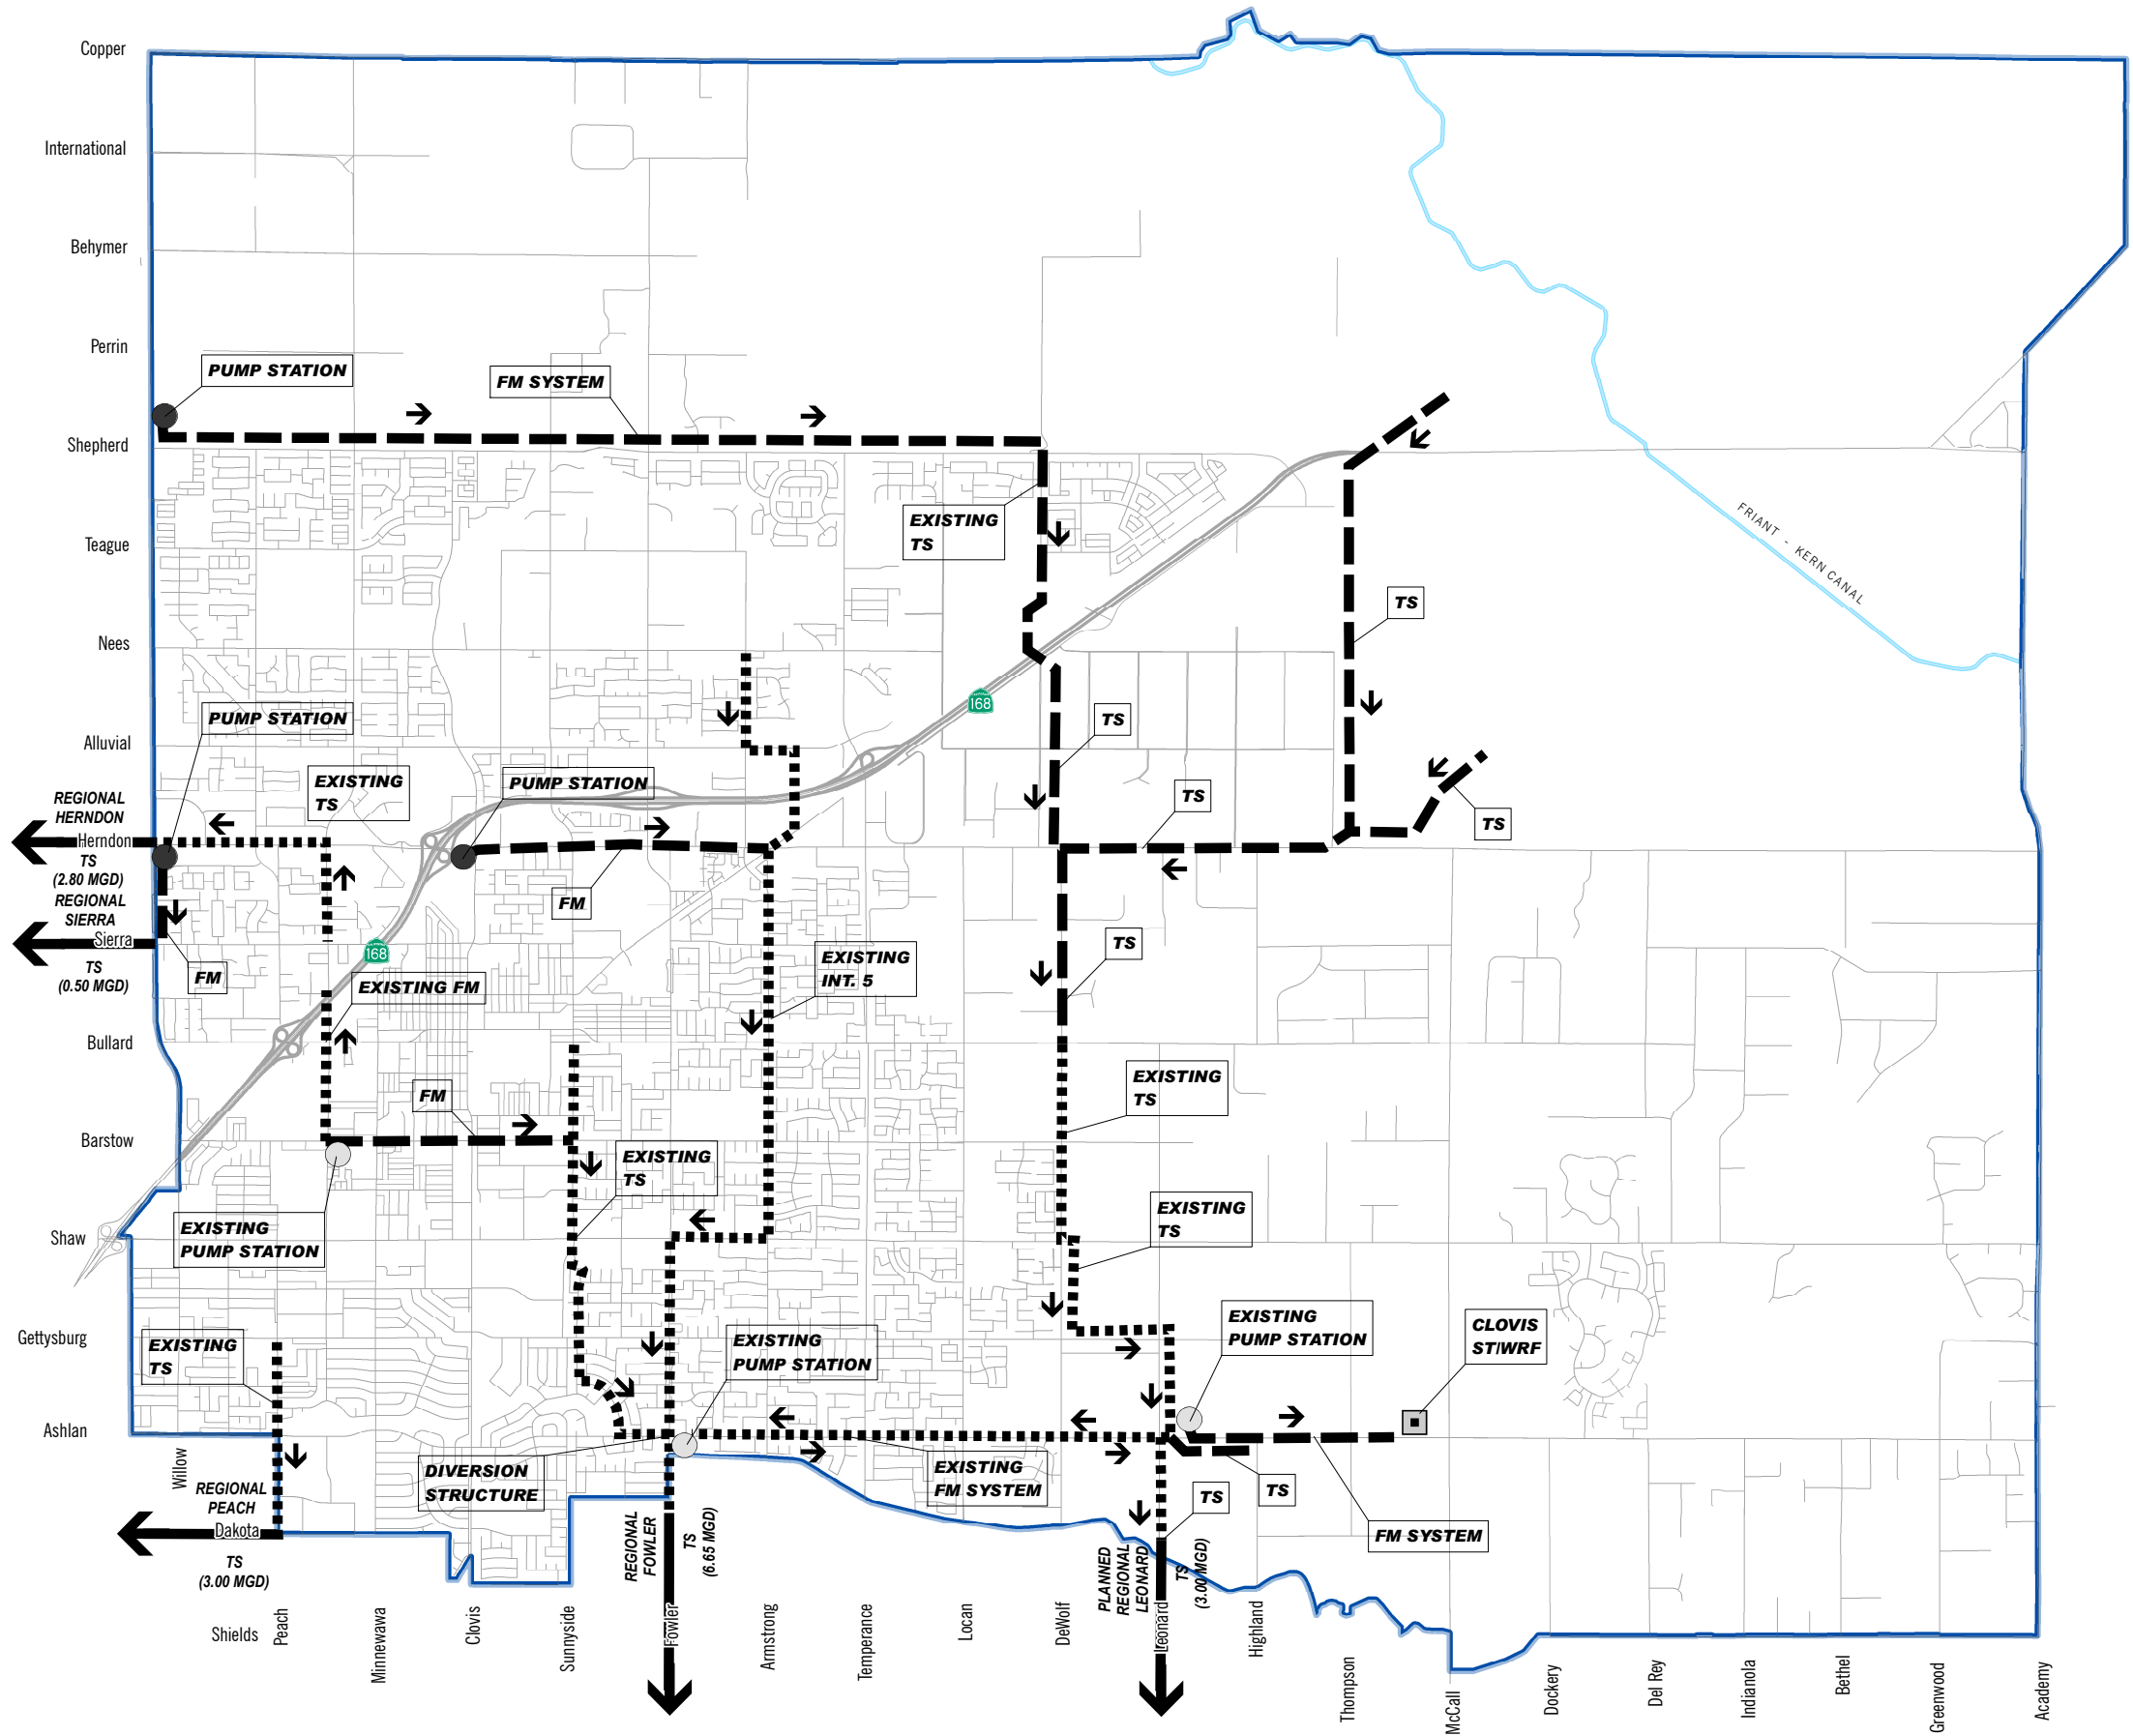 Copper
International
Behymer
Perrin
PUMP STATION
FM SYSTEM
Shepherd
EXISTING
TS
FRIANT - KERN CANAL
Teague
TS
Nees
168
PUMP STATION
TS
Alluvial
EXISTING
TS
PUMP STATION
TS
REGIONAL
HERNDON
Herndon
TS
(2.80 MGD)
TS
REGIONAL
SIERRA
Sierra
TS
(0.50 MGD)
FM
FM
168
EXISTING FM
EXISTING
INT. 5
TS
Bullard
FM
EXISTING
TS
Barstow
EXISTING
TS
EXISTING
PUMP STATION
EXISTING
TS
Shaw
Gettysburg
EXISTING
TS
EXISTING
PUMP STATION
EXISTING
PUMP STATION
CLOVIS
ST/WRF
Ashlan
Willow
DIVERSION
STRUCTURE
EXISTING
FM SYSTEM
TS
TS
FM SYSTEM
REGIONAL
PEACH
Dakota
TS
(3.00 MGD)
REGIONAL
FOWLER
TS
(6.65 MGD)
PLANNED
REGIONAL
LEONARD
TS
(3.00 MGD)
Shields
Peach
Minnewawa
Clovis
Sunnyside
Fowler
Armstrong
Temperance
Locan
DeWolf
Leonard
Highland
Thompson
McCall
Dockery
Del Rey
Indianola
Bethel
Greenwood
Academy